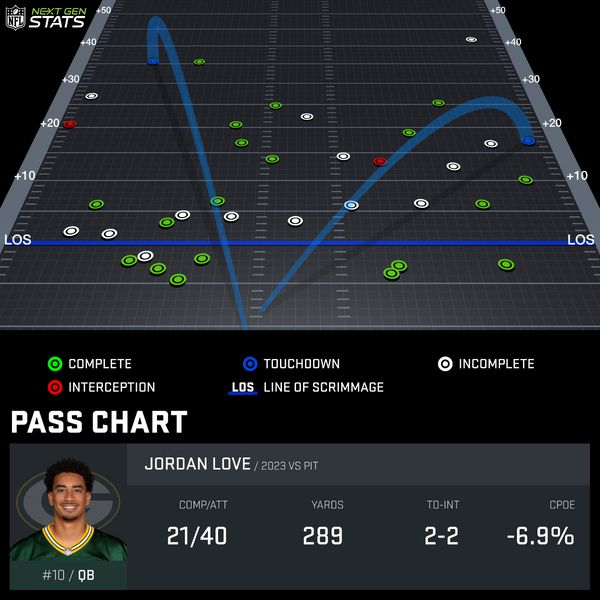 NFL NEXT GEN STATS
+50 +50
+40 +40
+30 +30
+20 +20
+10 +10
LOS LOS
COMPLETE TOUCHDOWN INCOMPLETE
INTERCEPTION LOS LINE OF SCRIMMAGE
PASS CHART
JORDAN LOVE / 2023 VS PIT
COMP/ATT YARDS TD-INT CPOE
21/40 289 2-2 -6.9%
#10 / QB